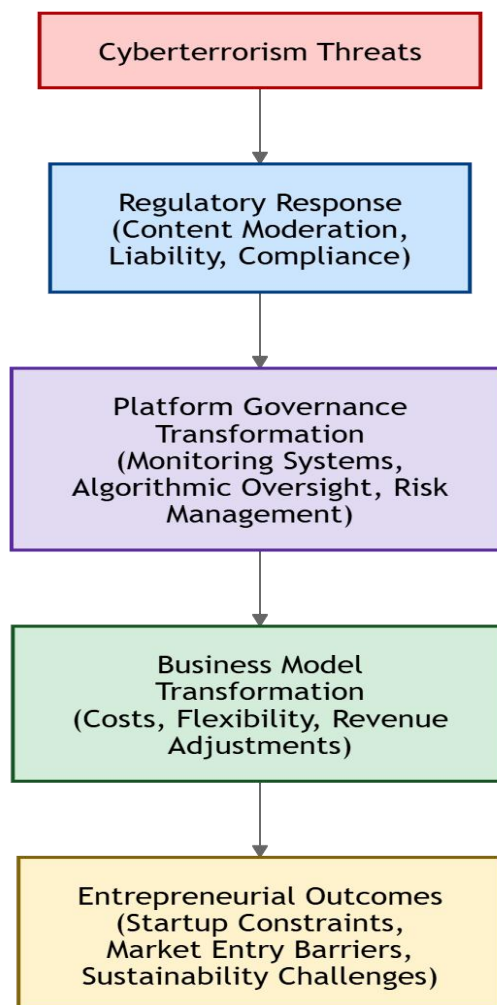 Cyberterrorism Threats
Regulatory Response
(Content Moderation,
Liability, Compliance)
Platform Governance
Transformation
(Monitoring Systems,
Algorithmic Oversight, Risk
Management)
Business Model
Transformation
(Costs, Flexibility, Revenue
Adjustments)
Entrepreneurial Outcomes
(Startup Constraints,
Market Entry Barriers,
Sustainability Challenges)